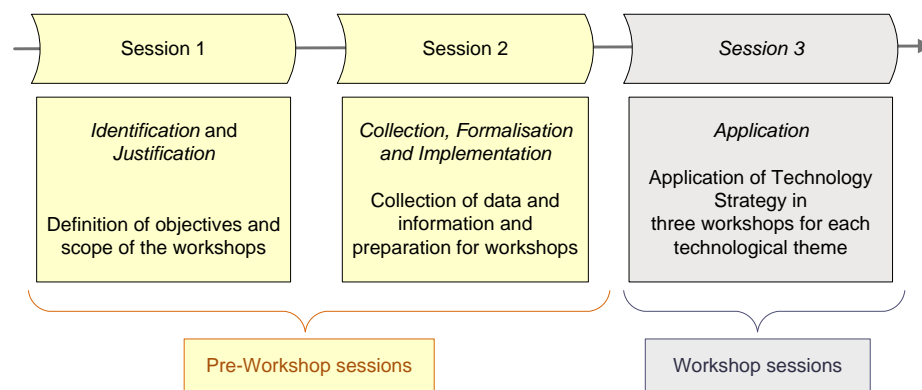 Session 1
Session 2
Session 3
Identification and
Justification
Definition of objectives and
scope of the workshops
Collection, Formalisation
and Implementation
Collection of data and
information and
preparation for workshops
Application
Application of Technology
Strategy in
three workshops for each
technological theme
Pre-Workshop sessions
Workshop sessions